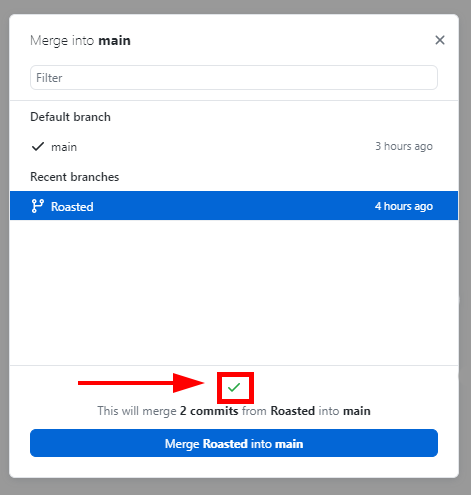 Merge into main
Filter
Default branch
main 3 hours ago
Recent branches
Roasted 4 hours ago
This will merge 2 commits from Roasted into main
Merge Roasted into main